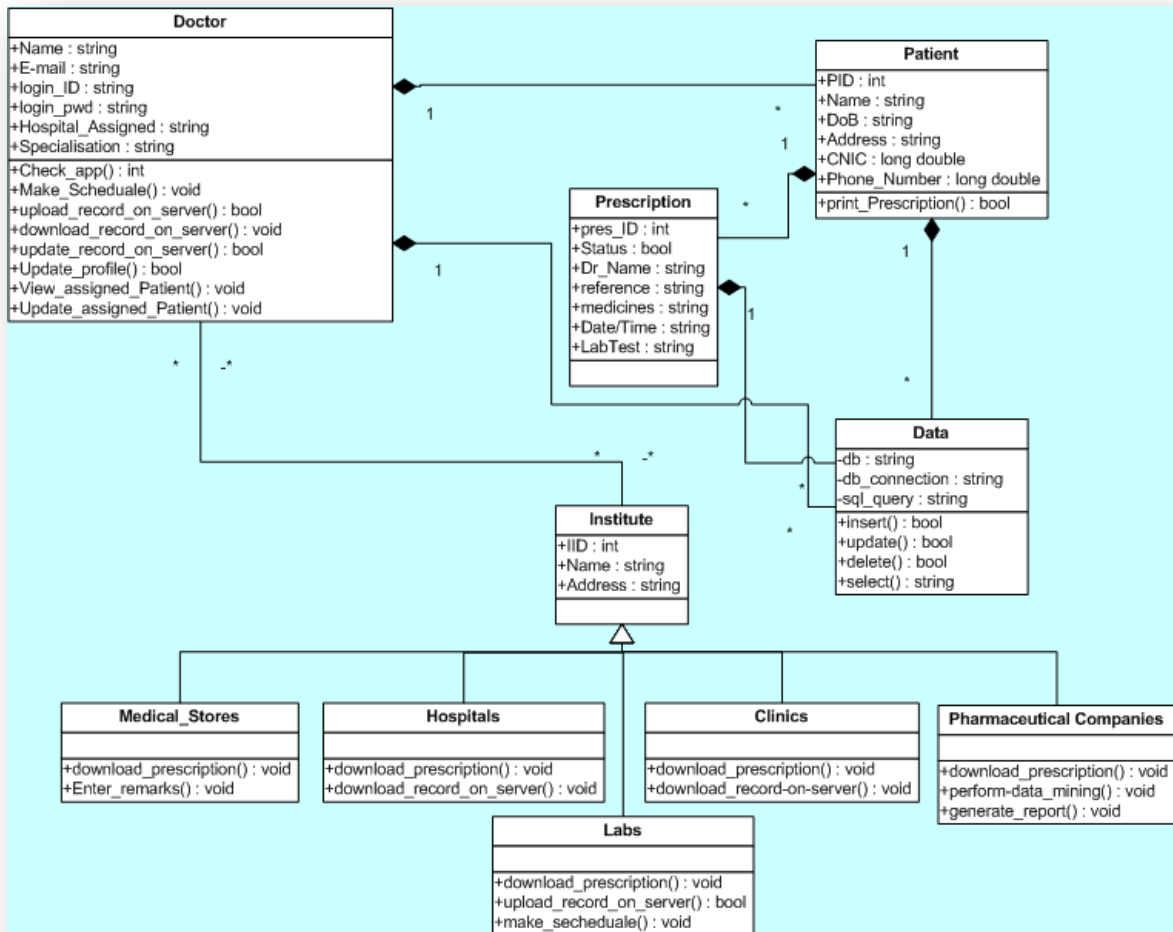 Doctor
+Name : string
+E-mail : string
+login_ID : string
+login_pwd : string
+Hospital_Assigned : string
+Specialisation : string
+Check_app() : int
+Make_Scheduale() : void
+upload_record_on_server() : bool
+download_record_on_server() : void
+update_record_on_server() : bool
+Update_profile() : bool
+View_assigned_Patient() : void
+Update_assigned_Patient() : void
1
*
Patient
+PID : int
+Name : string
+DoB : string
+Address : string
+CNIC : long double
+Phone_Number : long double
+print_Prescription() : bool
1
*
1
*
1
Prescription
+pres_ID : int
+Status : bool
+Dr_Name : string
+reference : string
+medicines : string
+Date/Time : string
+LabTest : string
1
*
*
Data
-db : string
-db_connection : string
-sql_query : string
+insert() : bool
+update() : bool
+delete() : bool
+select() : string
* -*
* -*
Institute
+IID : int
+Name : string
+Address : string
Medical_Stores
+download_prescription() : void
+Enter_remarks() : void
Hospitals
+download_prescription() : void
+download_record_on_server() : void
Clinics
+download_prescription() : void
+download_record-on-server() : void
Pharmaceutical Companies
+download_prescription() : void
+perform-data_mining() : void
+generate_report() : void
Labs
+download_prescription() : void
+upload_record_on_server() : bool
+make_secheduale() : void